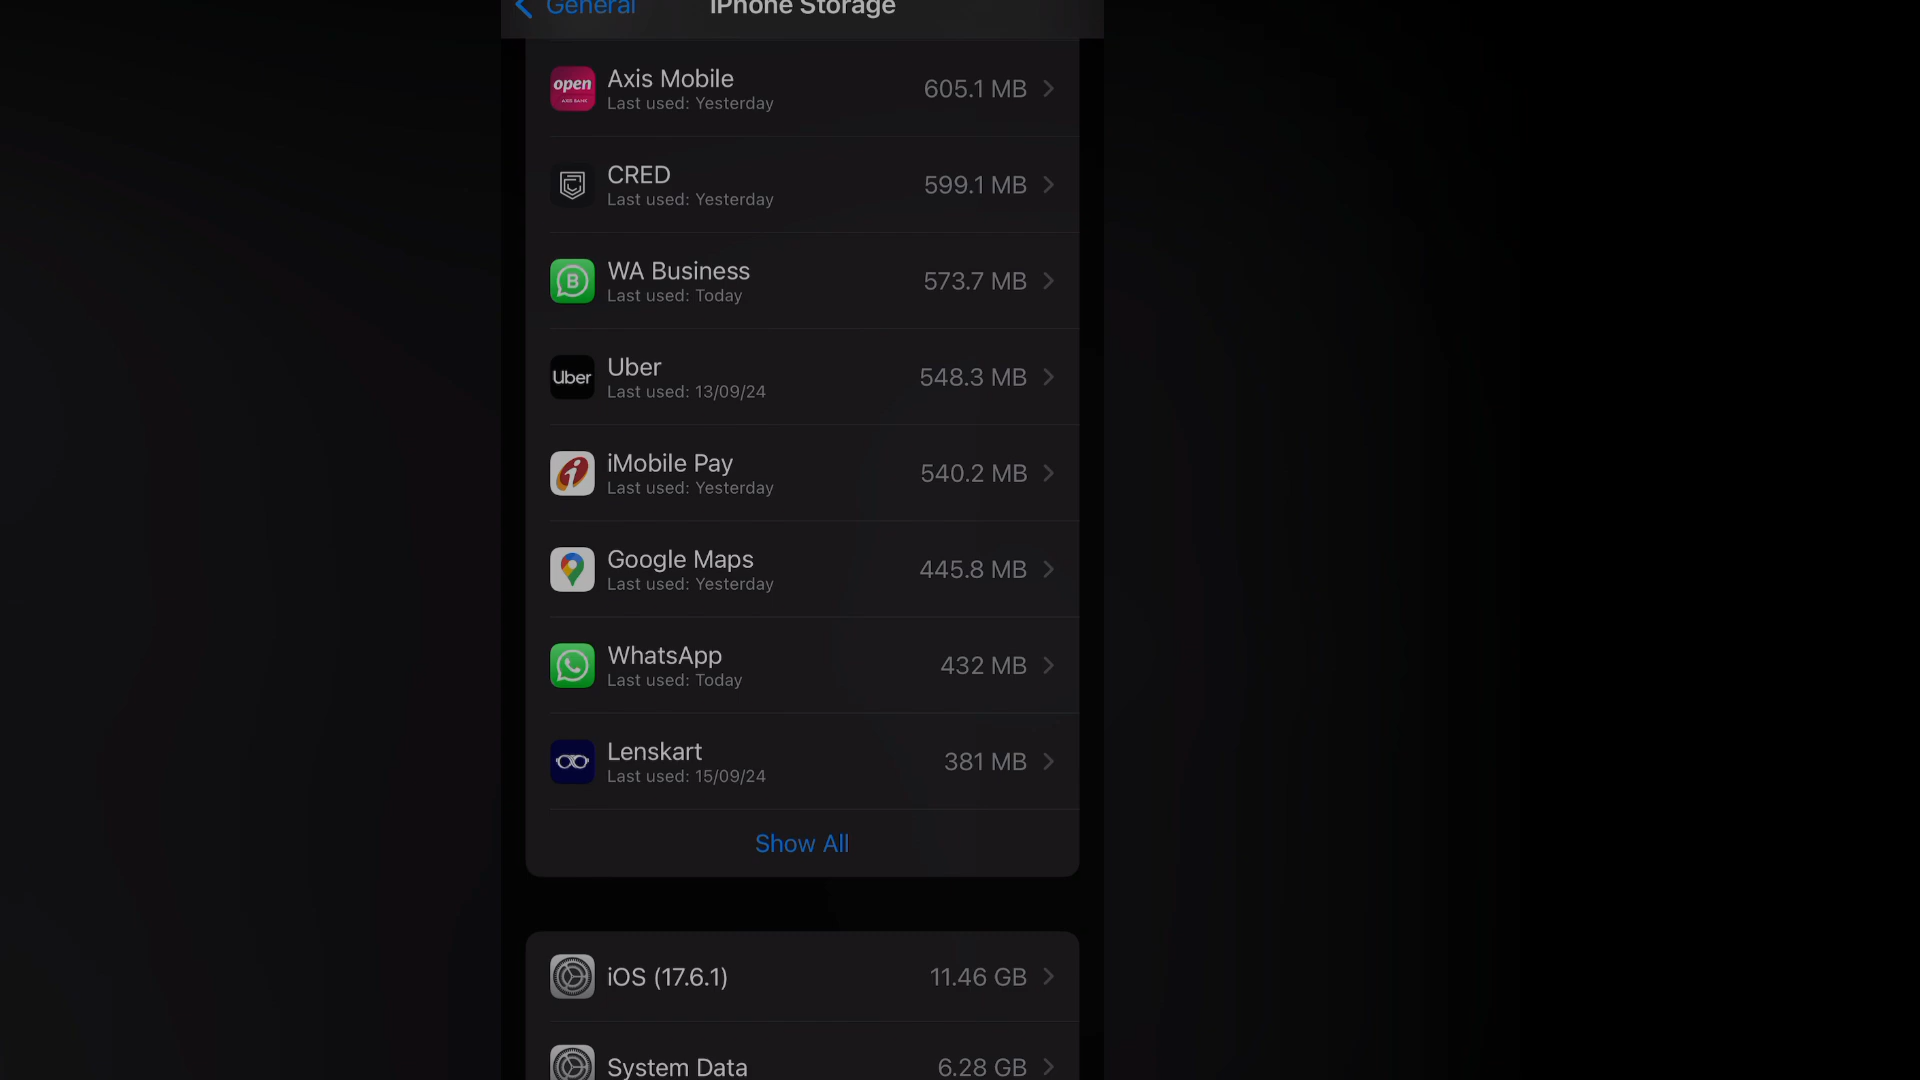 General
iPhone Storage
open
AXIS BANK
Axis Mobile
Last used: Yesterday
605.1 MB
CRED
Last used: Yesterday
599.1 MB
B
WA Business
Last used: Today
573.7 MB
Uber
Uber
Last used: 13/09/24
548.3 MB
iMobile Pay
Last used: Yesterday
540.2 MB
Google Maps
Last used: Yesterday
445.8 MB
WhatsApp
Last used: Today
432 MB
Lenskart
Last used: 15/09/24
381 MB
Show All
iOS (17.6.1)
11.46 GB
System Data
6.28 GB